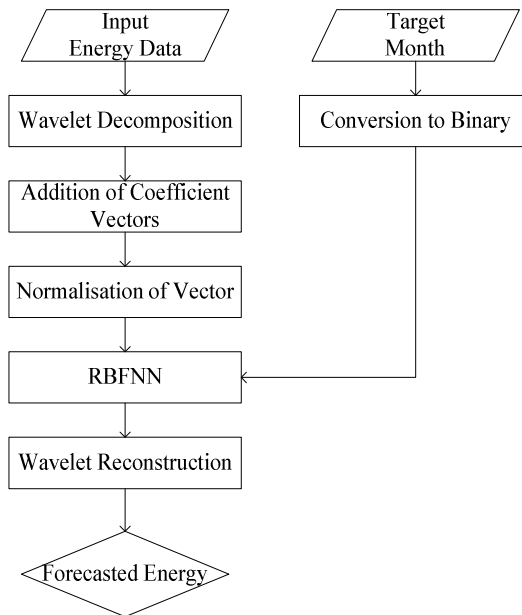 Input
Energy Data
Target
Month
Wavelet Decomposition
Conversion to Binary
Addition of Coefficient
Vectors
Normalisation of Vector
RBFNN
Wavelet Reconstruction
Forecasted Energy